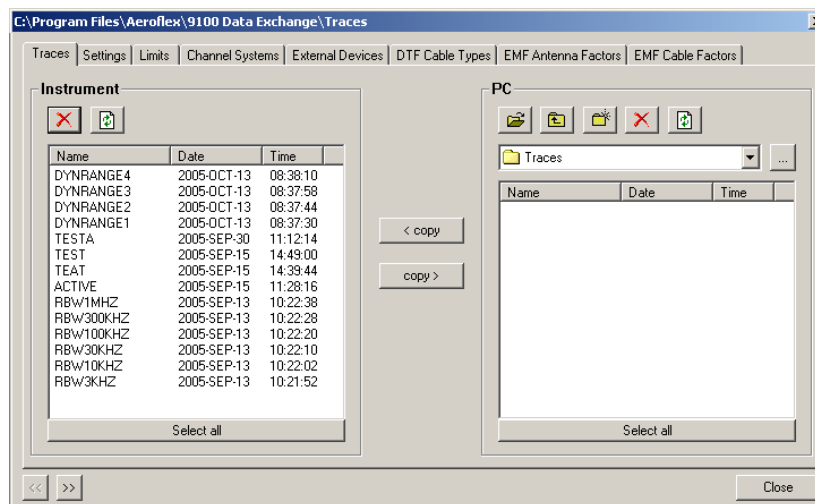 C:\Program Files\Aeroflex\9100 Data Exchange\Traces
Traces Settings Limits Channel Systems External Devices DTF Cable Types EMF Antenna Factors EMF Cable Factors
Instrument
Name Date Time
DYNRANGE4 2005-OCT-13 08:38:10
DYNRANGE3 2005-OCT-13 08:37:58
DYNRANGE2 2005-OCT-13 08:37:44
DYNRANGE1 2005-OCT-13 08:37:30
TESTA 2005-SEP-30 11:12:14
TEST 2005-SEP-15 14:49:00
TEAT 2005-SEP-15 14:39:44
ACTIVE 2005-SEP-15 11:28:16
RBW1MHZ 2005-SEP-13 10:22:38
RBW300KHZ 2005-SEP-13 10:22:28
RBW100KHZ 2005-SEP-13 10:22:20
RBW30KHZ 2005-SEP-13 10:22:10
RBW10KHZ 2005-SEP-13 10:22:02
RBW3KHZ 2005-SEP-13 10:21:52
Select all
< copy
copy >
PC
Traces
...
Name Date Time
Select all
<< >>
Close